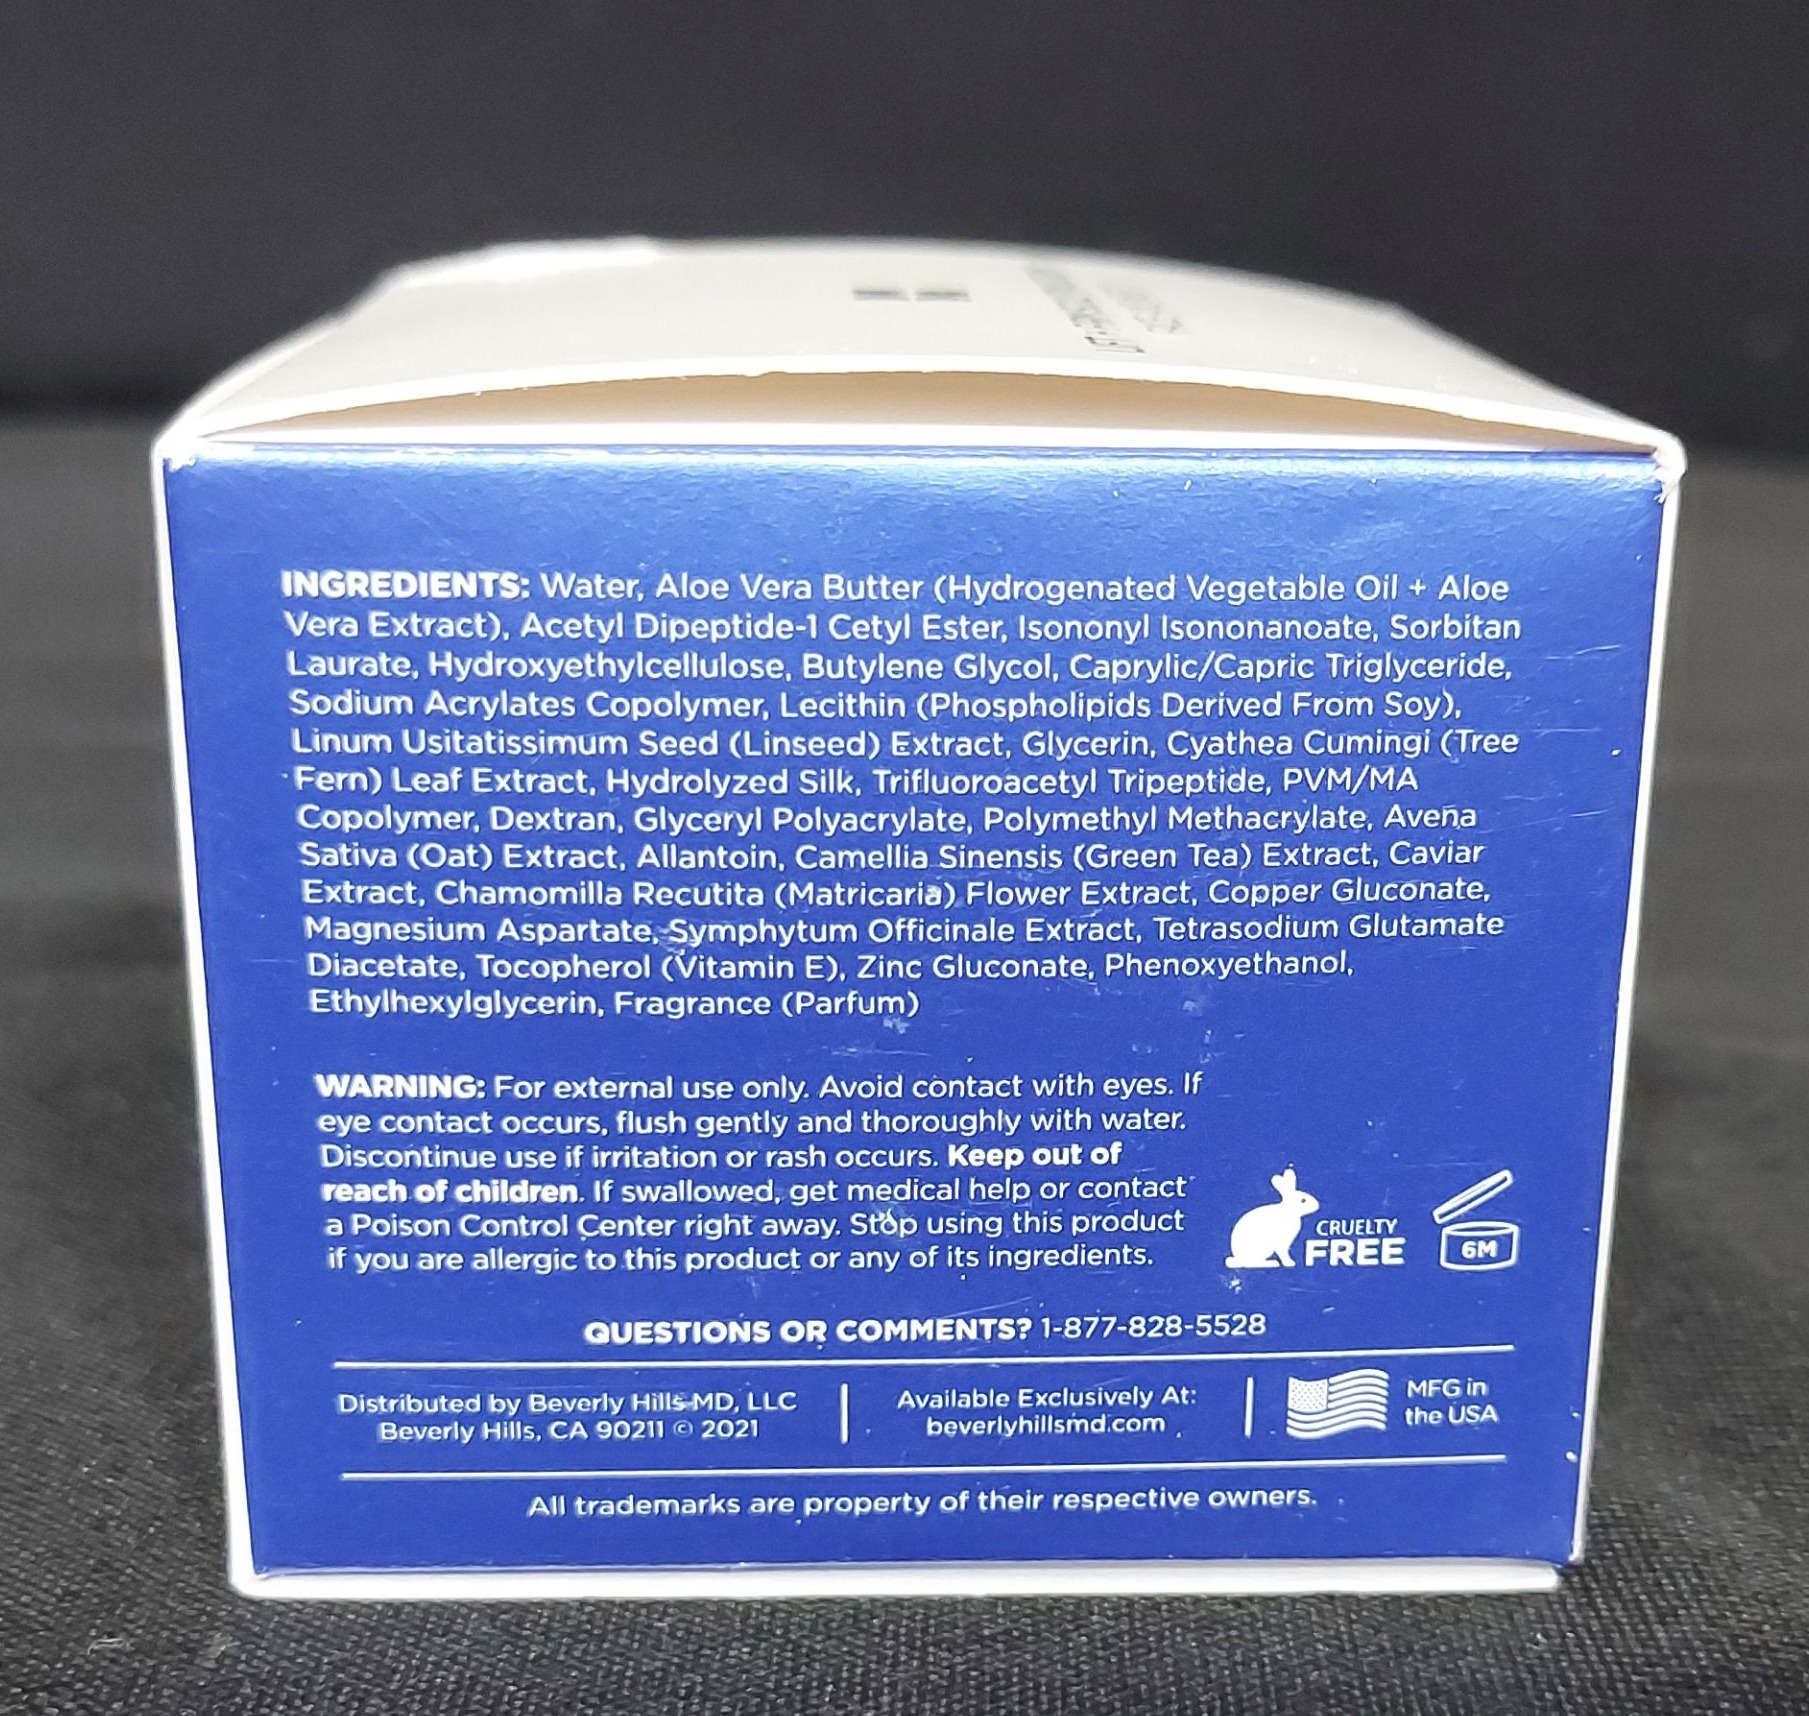 INGREDIENTS: Water, Aloe Vera Butter (Hydrogenated Vegetable Oil + Aloe
Vera Extract), Acetyl Dipeptide-1 Cetyl Ester, Isononyl Isononanoate, Sorbitan
Laurate, Hydroxyethylcellulose, Butylene Glycol, Caprylic/Capric Triglyceride,
Sodium Acrylates Copolymer, Lecithin (Phospholipids Derived From Soy),
Linum Usitatissimum Seed (Linseed) Extract, Glycerin, Cyathea Cumingi (Tree
Fern) Leaf Extract, Hydrolyzed Silk, Trifluoroacetyl Tripeptide, PVM/MA
Copolymer, Dextran, Glyceryl Polyacrylate, Polymethyl Methacrylate, Avena
Sativa (Oat) Extract, Allantoin, Camellia Sinensis (Green Tea) Extract, Caviar
Extract, Chamomilla Recutita (Matricaria) Flower Extract, Copper Gluconate,
Magnesium Aspartate, Symphytum Officinale Extract, Tetrasodium Glutamate
Diacetate, Tocopherol (Vitamin E), Zinc Gluconate, Phenoxyethanol,
Ethylhexylglycerin, Fragrance (Parfum)
WARNING: For external use only. Avoid contact with eyes. If
eye contact occurs, flush gently and thoroughly with water.
Discontinue use if irritation or rash occurs. Keep out of
reach of children. If swallowed, get medical help or contact
a Poison Control Center right away. Stop using this product
if you are allergic to this product or any of its ingredients.
CRUELTY
FREE
6M
QUESTIONS OR COMMENTS? 1-877-828-5528
Distributed by Beverly Hills MD, LLC
Beverly Hills, CA 90211 © 2021
Available Exclusively At:
beverlyhillsmd.com
MFG in
the USA
All trademarks are property of their respective owners.